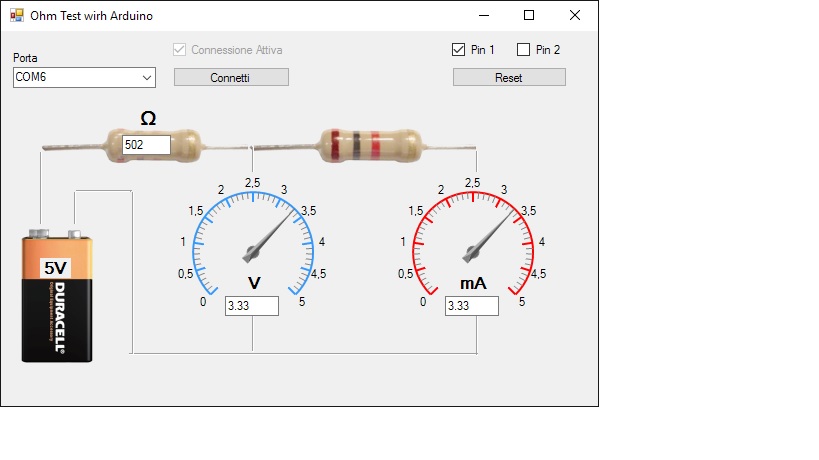 Ohm Test wirh Arduino
Connessione Attiva
Pin 1
Pin 2
Porta
COM6
Connetti
Reset
Ω
502
0
0,5
1
1,5
2
2,5
3
3,5
4
4,5
5
V
3.33
0
0,5
1
1,5
2
2,5
3
3,5
4
4,5
5
mA
3.33
5V
DURACELL®